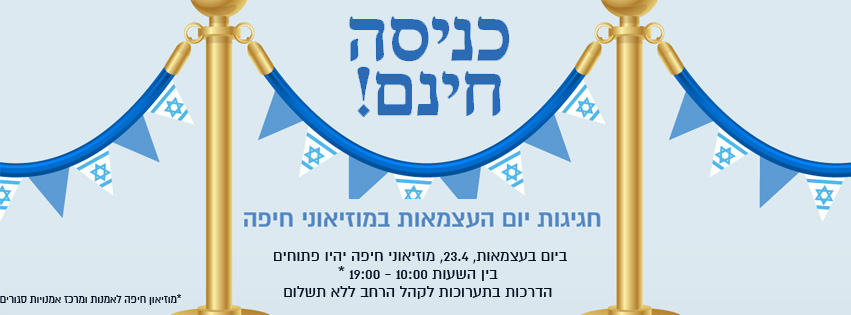 כניסה
חינם!
חגיגות יום העצמאות במוזיאוני חיפה
ביום בעצמאות, 23.4, מוזיאוני חיפה יהיו פתוחים
בין השעות 10:00 - 19:00 *
הדרכות בתערוכות לקהל הרחב ללא תשלום
*מוזיאון חיפה לאמנות ומרכז אמנויות סגורים